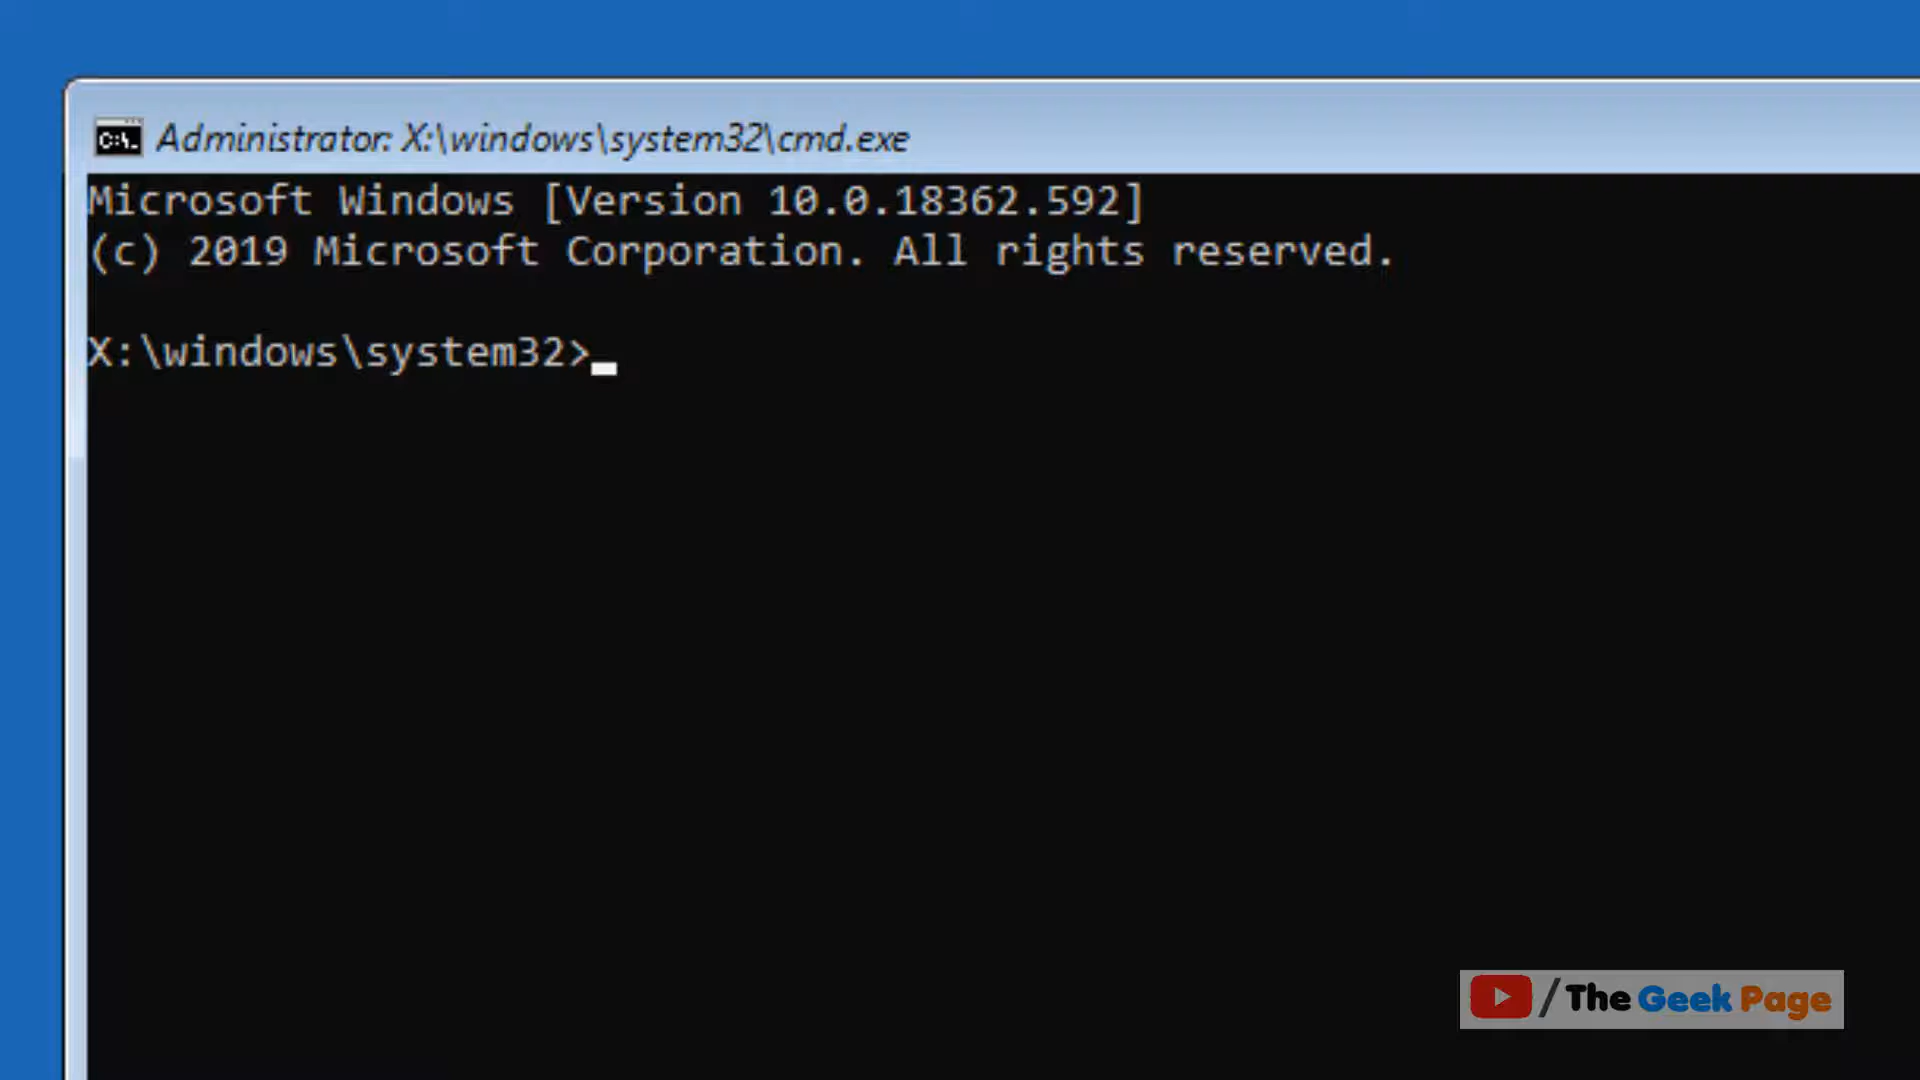 C:\.
Administrator: X:\windows\system32\cmd.exe
Microsoft Windows [Version 10.0.18362.592]
(c) 2019 Microsoft Corporation. All rights reserved.
X:\windows\system32>
/The Geek Page